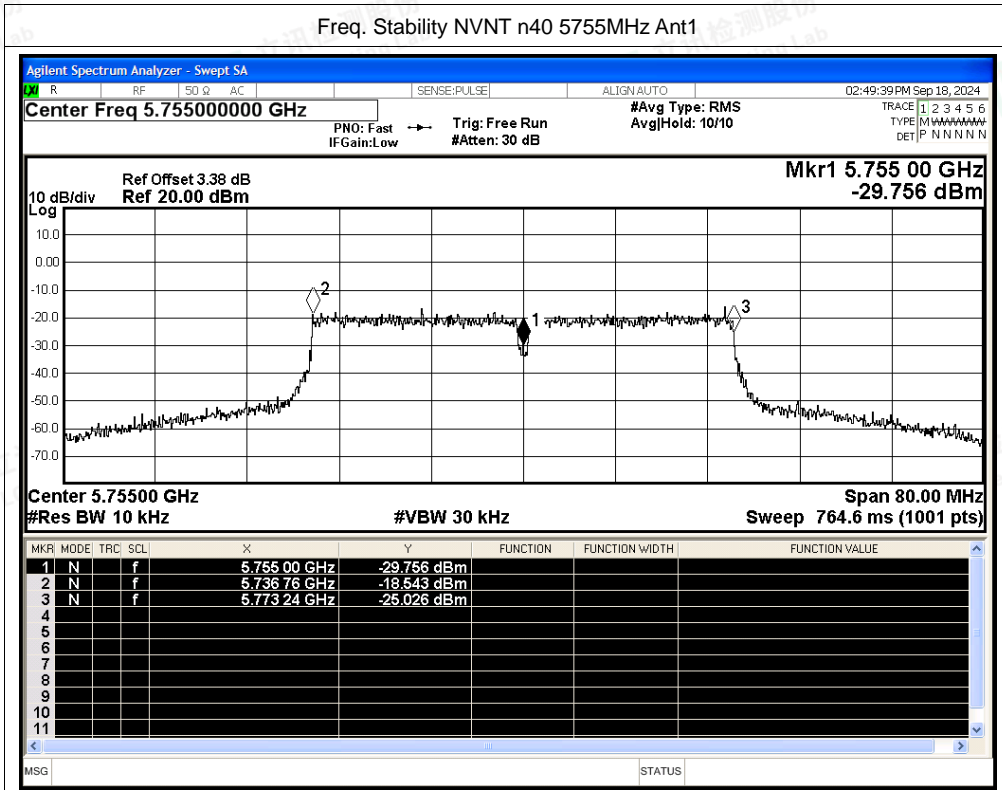 Freq. Stability NVNT n40 5755MHz Ant1
Agilent Spectrum Analyzer - Swept SA
LXI R RF 50 Ω AC SENSE:PULSE ALIGN AUTO 02:49:39 PM Sep 18, 2024
Center Freq 5.755000000 GHz #Avg Type: RMS TRACE 1 2 3 4 5 6
PNO: Fast Trig: Free Run Avg|Hold: 10/10 TYPE M WWWWW
IFGain:Low #Atten: 30 dB DET P N N N N N
Mkr1 5.755 00 GHz
Ref Offset 3.38 dB
10 dB/div Ref 20.00 dBm -29.756 dBm
Log
10.0
0.00
-10.0
2
-20.0
1
3
-30.0
-40.0
-50.0
-60.0
-70.0
Center 5.75500 GHz Span 80.00 MHz
#Res BW 10 kHz #VBW 30 kHz Sweep 764.6 ms (1001 pts)
MKR MODE TRC SCL X Y FUNCTION FUNCTION WIDTH FUNCTION VALUE
1 N f 5.755 00 GHz -29.756 dBm
2 N f 5.736 76 GHz -18.543 dBm
3 N f 5.773 24 GHz -25.026 dBm
4
5
6
7
8
9
10
11
MSG STATUS